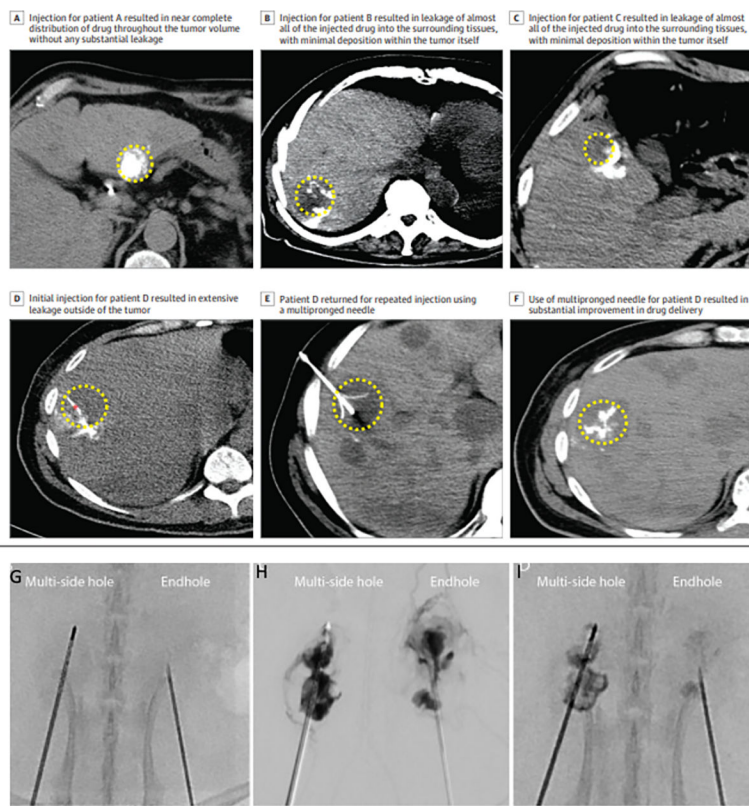 A Injection for patient A resulted in near complete
distribution of drug throughout the tumor volume
without any substantial leakage
B Injection for patient B resulted in leakage of almost
all of the injected drug into the surrounding tissues,
with minimal deposition within the tumor itself
C Injection for patient C resulted in leakage of almost
all of the injected drug into the surrounding tissues,
with minimal deposition within the tumor itself
D Initial injection for patient D resulted in extensive
leakage outside of the tumor
E Patient D returned for repeated injection using
a multipronged needle
F Use of multipronged needle for patient D resulted in
substantial improvement in drug delivery
G
Multi-side hole Endhole
H
Multi-side hole Endhole
I
Multi-side hole Endhole